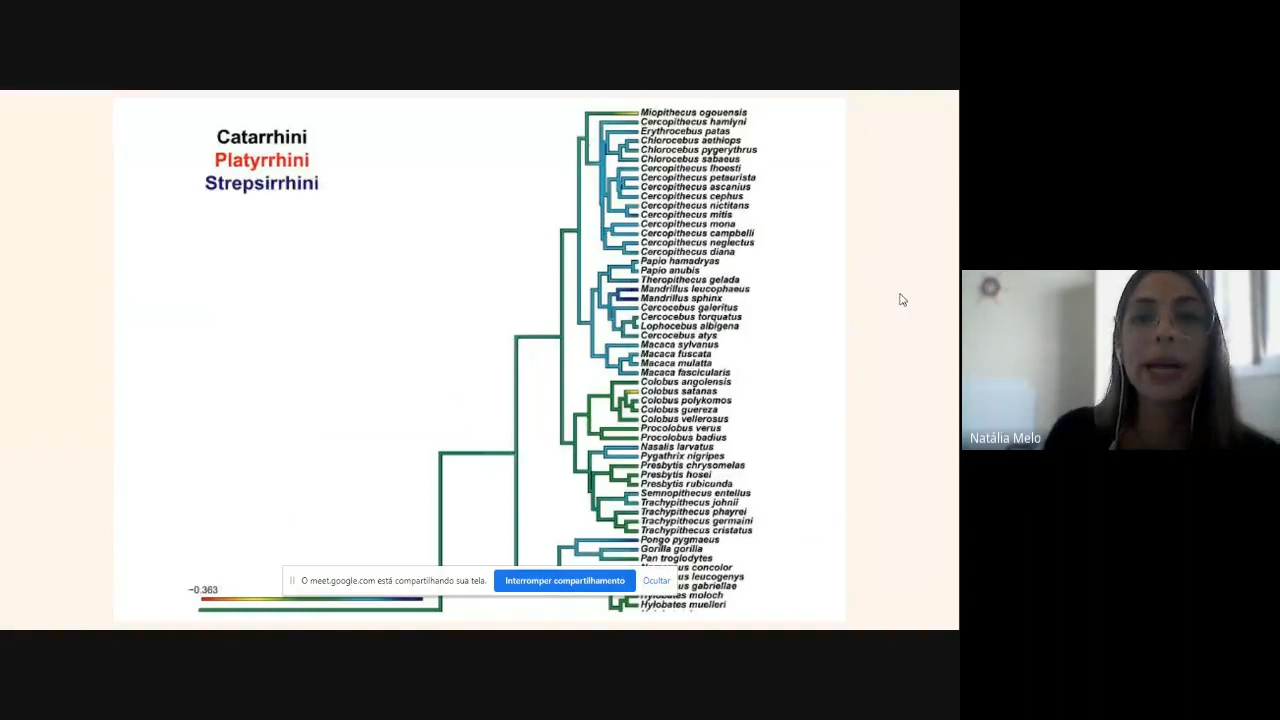 Catarrhini
Platyrrhini
Strepsirrhini
Miopithecus ogouensis
Cercopithecus hamlyni
Erythrocebus patas
Chlorocebus aethiops
Chlorocebus pygerythrus
Chlorocebus sabaeus
Cercopithecus lhoesti
Cercopithecus petaurista
Cercopithecus ascanius
Cercopithecus cephus
Cercopithecus nictitans
Cercopithecus mitis
Cercopithecus mona
Cercopithecus campbelli
Cercopithecus neglectus
Cercopithecus diana
Papio hamadryas
Papio anubis
Theropithecus gelada
Mandrillus leucophaeus
Mandrillus sphinx
Cercocebus galeritus
Cercocebus torquatus
Lophocebus albigena
Cercocebus atys
Macaca sylvanus
Macaca fuscata
Macaca mulatta
Macaca fascicularis
Colobus angolensis
Colobus satanas
Colobus polykomos
Colobus guereza
Colobus vellerosus
Procolobus verus
Procolobus badius
Nasalis larvatus
Pygathrix nigripes
Presbytis chrysomelas
Presbytis hosei
Presbytis rubicunda
Semnopithecus entellus
Trachypithecus johnii
Trachypithecus phayrei
Trachypithecus germaini
Trachypithecus cristatus
Pongo pygmaeus
Gorilla gorilla
Pan troglodytes
concolor
leucogenys
gabriellae
Hylobates moloch
Hylobates muelleri
−0.363
O meet.google.com está compartilhando sua tela.
Interromper compartilhamento
Ocultar
Natália Melo